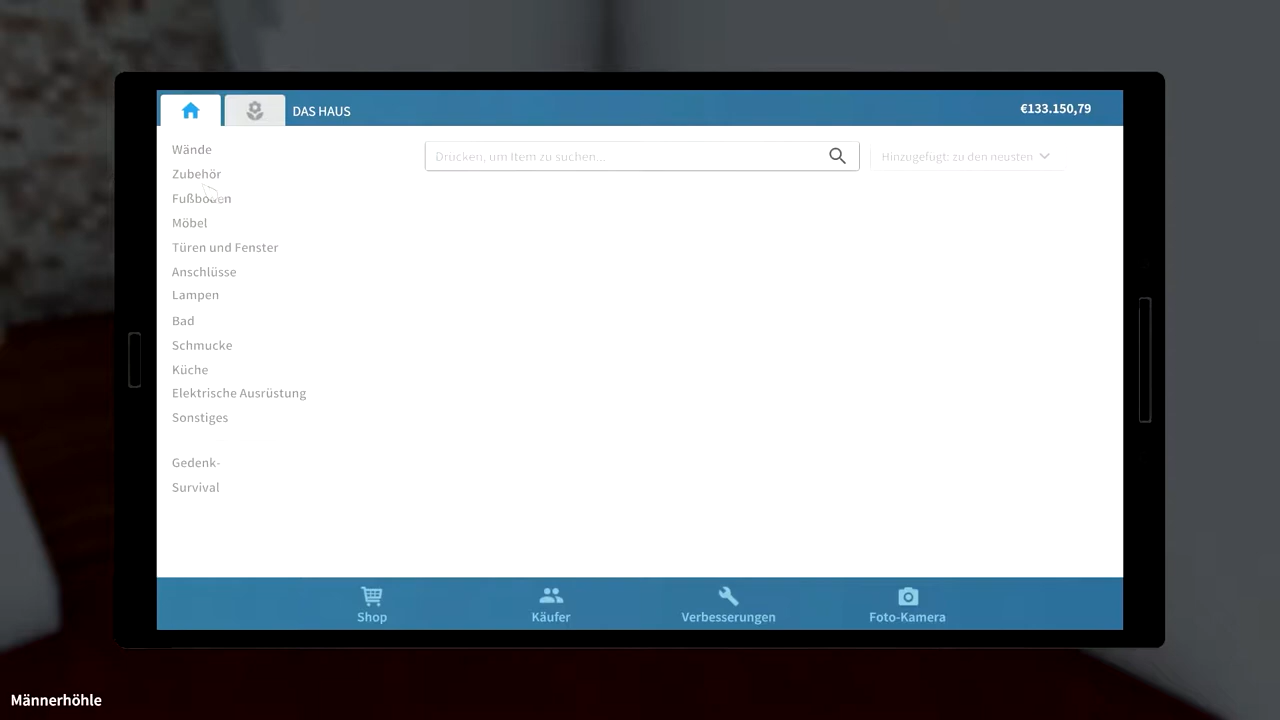 DAS HAUS
€133.150,79
Drücken, um Item zu suchen...
Hinzugefügt: zu den neusten
Wände
Zubehör
Fußboden
Möbel
Türen und Fenster
Anschlüsse
Lampen
Bad
Schmucke
Küche
Elektrische Ausrüstung
Sonstiges
Gedenk-
Survival
Shop
Käufer
Verbesserungen
Foto-Kamera
Männerhöhle